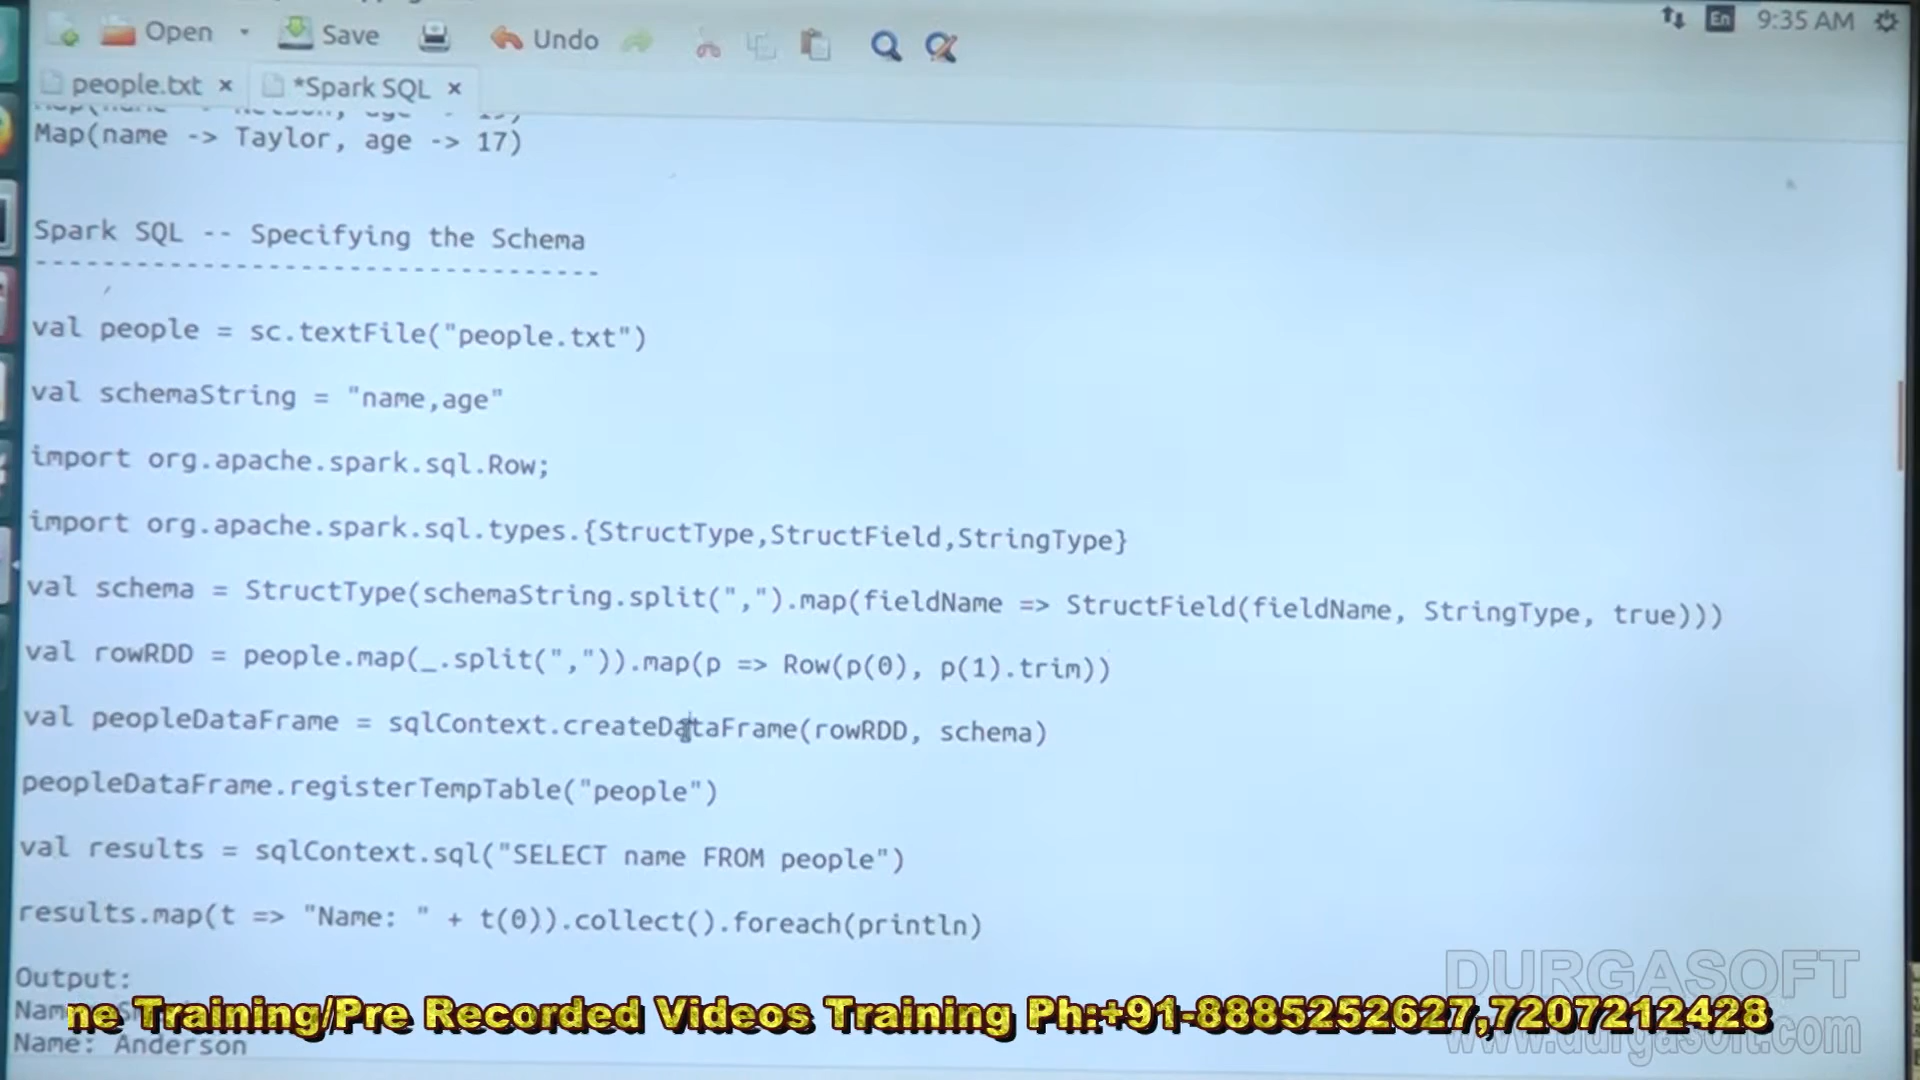 Open Save Undo En 9:35 AM
people.txt × *Spark SQL ×
Map(name -> Taylor, age -> 17)
Spark SQL -- Specifying the Schema
-----------------------------------
val people = sc.textFile("people.txt")
val schemaString = "name,age"
import org.apache.spark.sql.Row;
import org.apache.spark.sql.types.{StructType,StructField,StringType}
val schema = StructType(schemaString.split(",").map(fieldName => StructField(fieldName, StringType, true)))
val rowRDD = people.map(_.split(",")).map(p => Row(p(0), p(1).trim))
val peopleDataFrame = sqlContext.createDataFrame(rowRDD, schema)
peopleDataFrame.registerTempTable("people")
val results = sqlContext.sql("SELECT name FROM people")
results.map(t => "Name: " + t(0)).collect().foreach(println)
Output:
DURGASOFT
ne Training/Pre Recorded Videos Training Ph:+91-8885252627,7207212428
www.durgasoft.com
Name: Anderson